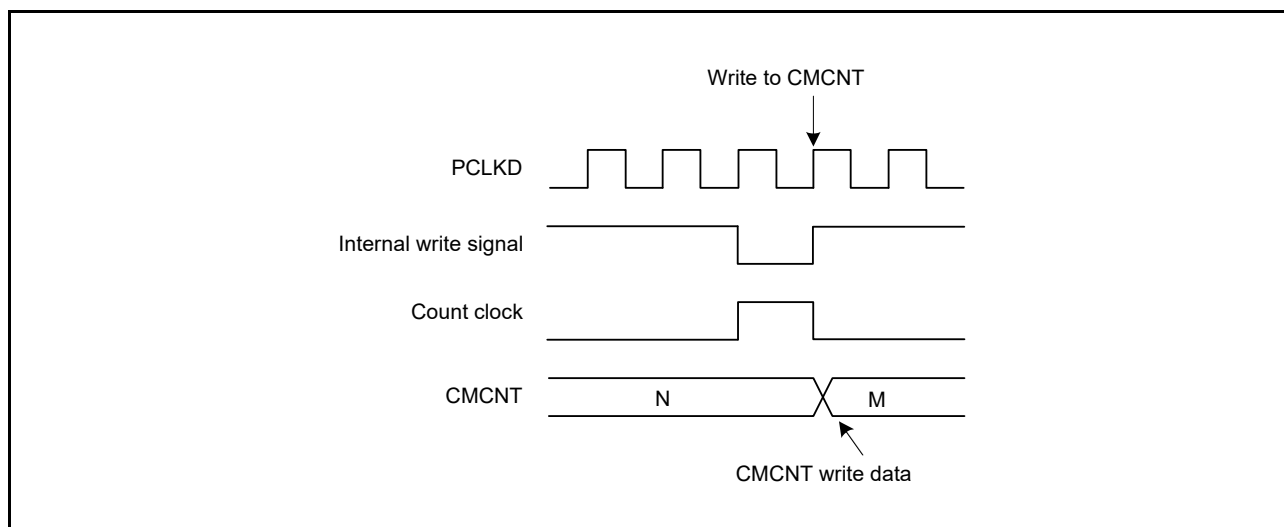 Write to CMCNT
PCLKD
Internal write signal
Count clock
CMCNT
N
M
CMCNT write data